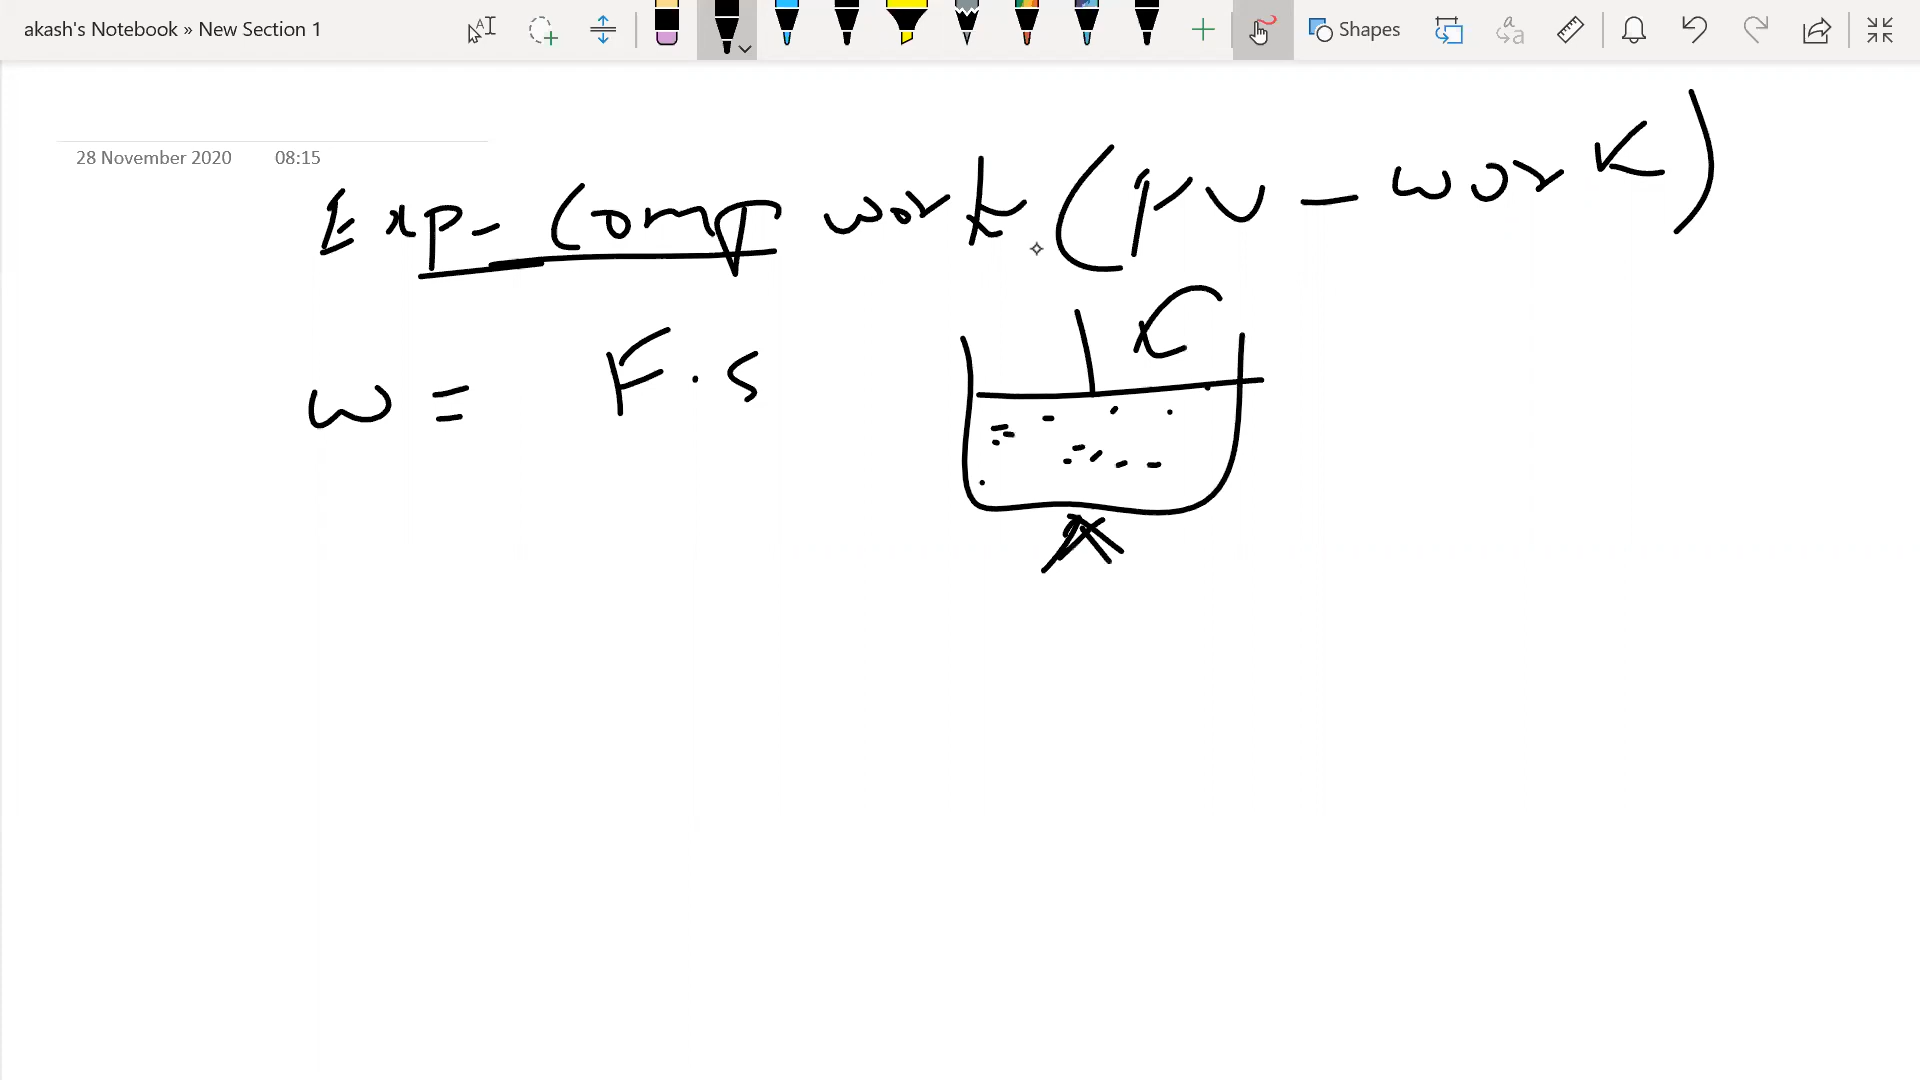 akash's Notebook » New Section 1
Shapes
28 November 2020 08:15
Exp - Comp work (PV - work)
w = F . s